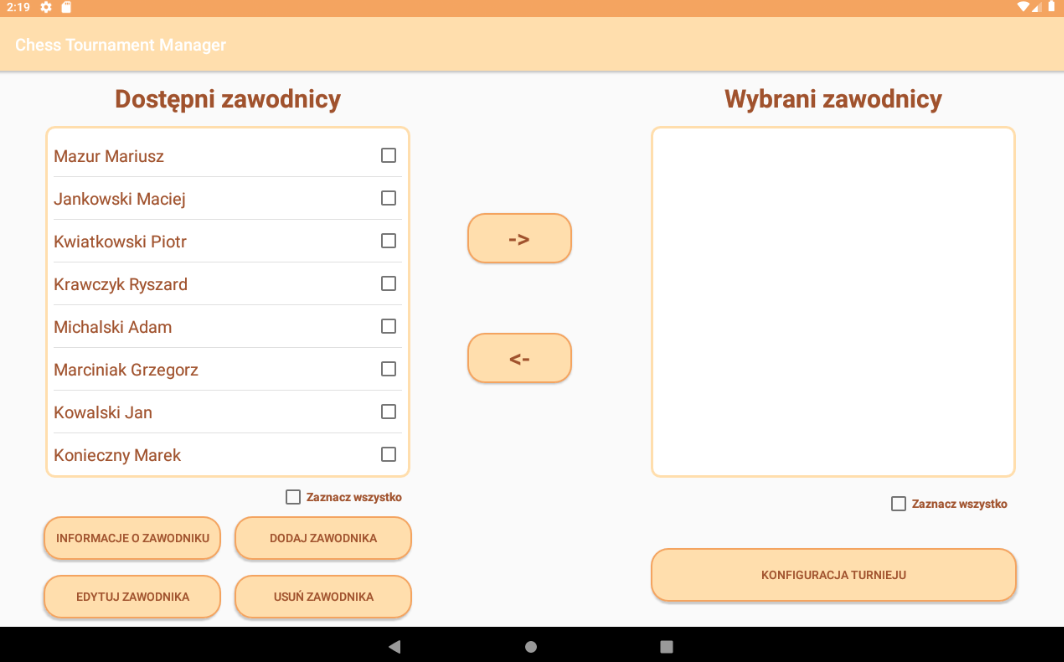 2:19
Chess Tournament Manager
Dostępni zawodnicy
Mazur Mariusz
Jankowski Maciej
Kwiatkowski Piotr
Krawczyk Ryszard
Michalski Adam
Marciniak Grzegorz
Kowalski Jan
Konieczny Marek
Zaznacz wszystko
INFORMACJE O ZAWODNIKU
DODAJ ZAWODNIKA
EDYTUJ ZAWODNIKA
USUŃ ZAWODNIKA
->
<-
Wybrani zawodnicy
Zaznacz wszystko
KONFIGURACJA TURNIEJU